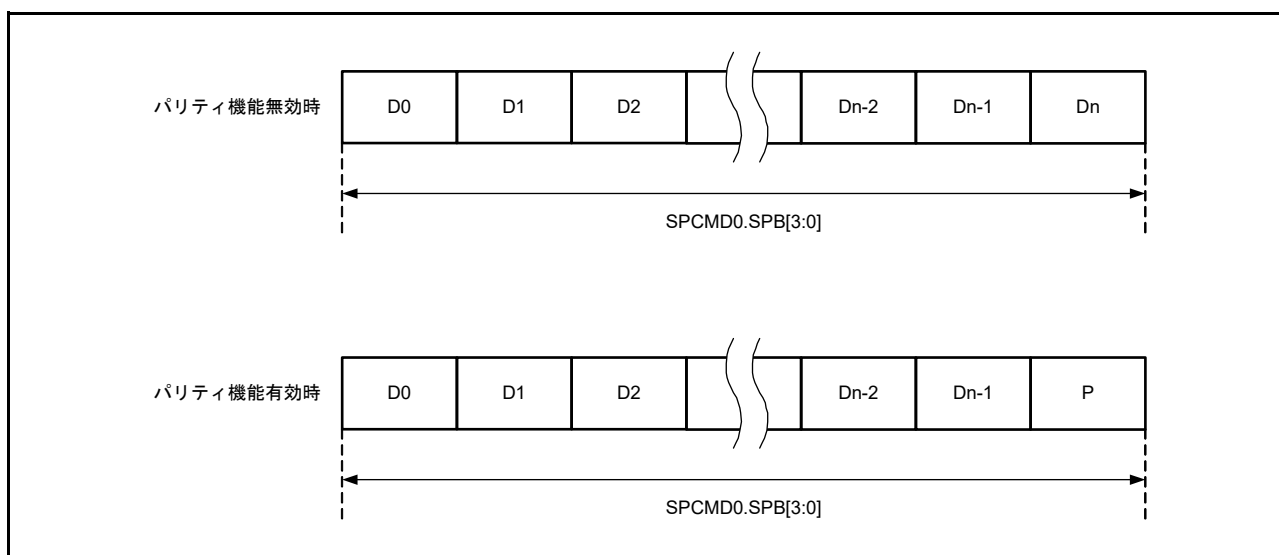 パリティ機能無効時 D0 D1 D2 Dn-2 Dn-1 Dn
SPCMD0.SPB[3:0]
パリティ機能有効時 D0 D1 D2 Dn-2 Dn-1 P
SPCMD0.SPB[3:0]